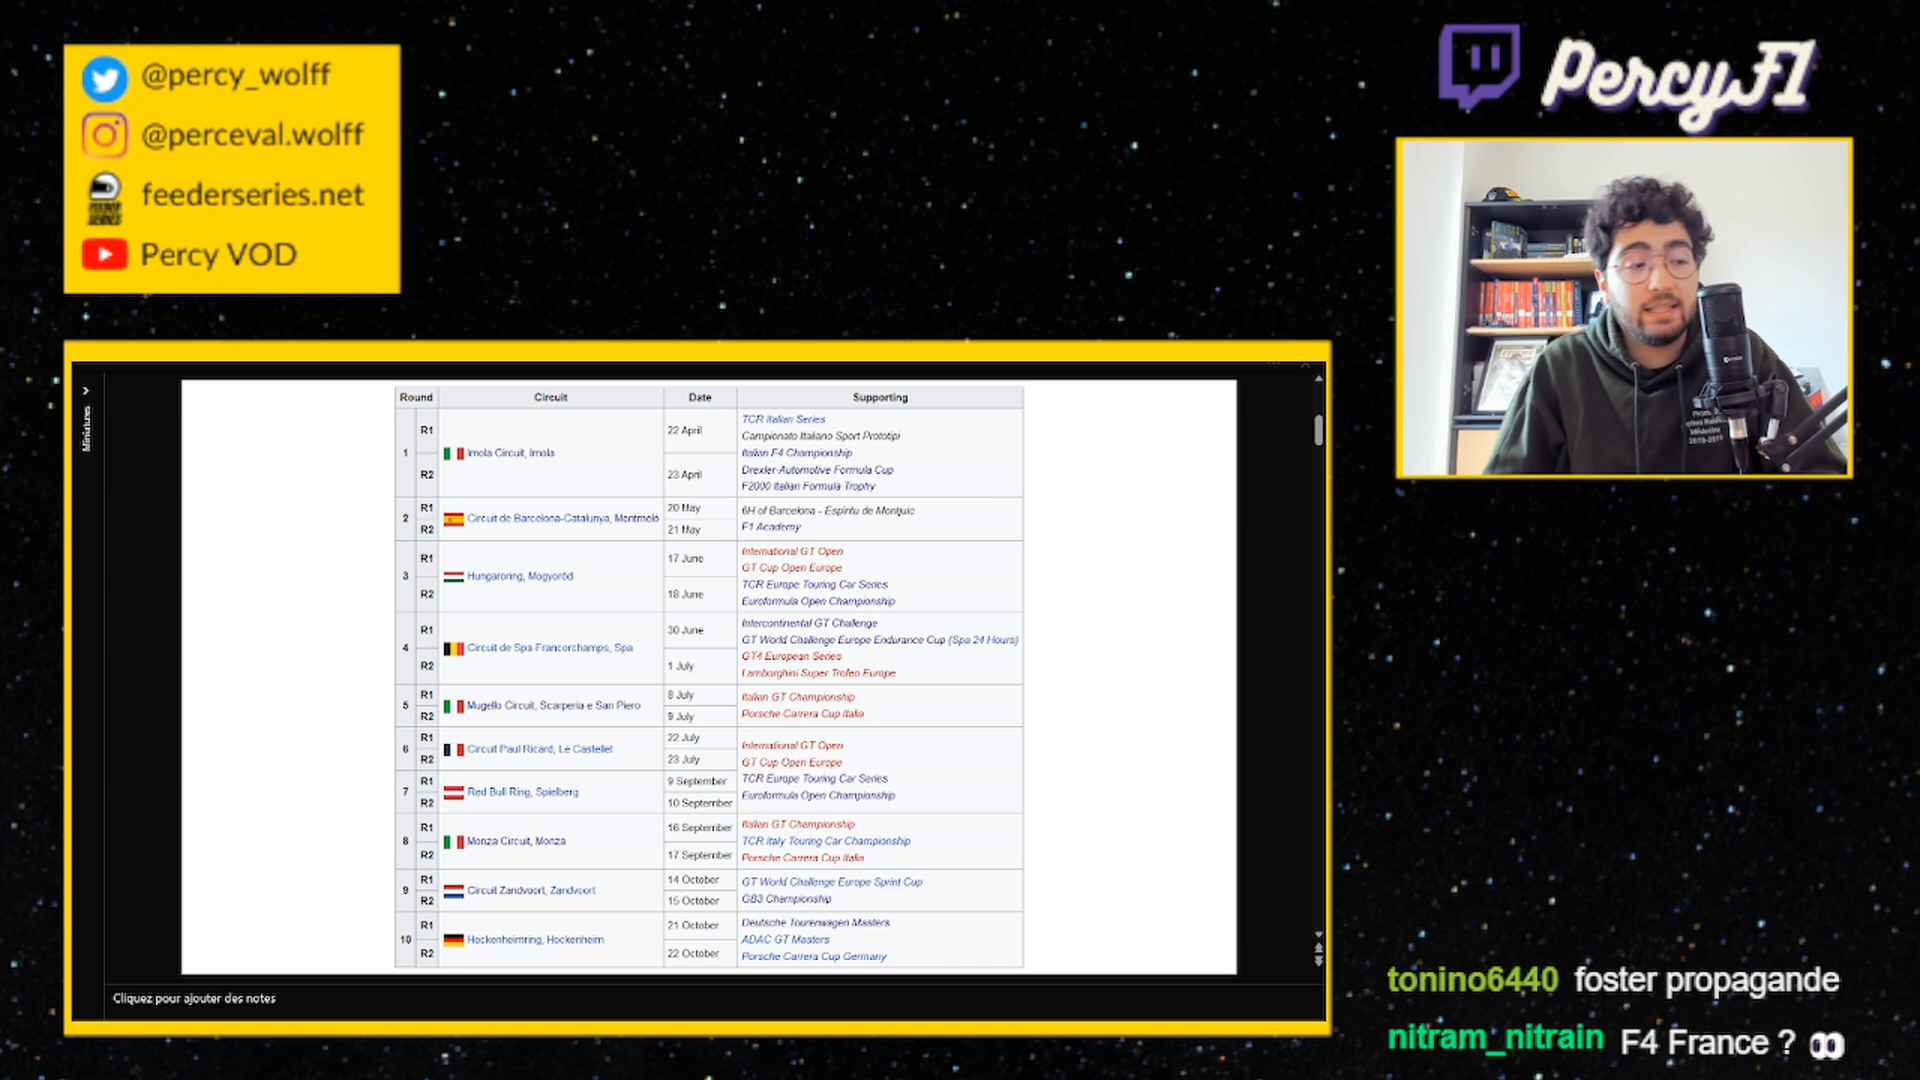 @percy_wolff
@perceval.wolff
feederseries.net
Percy VOD
PercyF1
Miniatures
Round Circuit Date Supporting
1 R1 Imola Circuit, Imola 22 April TCR Italian Series
Campionato Italiano Sport Prototipi
Italian F4 Championship
R2 23 April Drexler-Automotive Formula Cup
F2000 Italian Formula Trophy
2 R1 Circuit de Barcelona-Catalunya, Montmeló 20 May 6H of Barcelona - Espíritu de Montjuïc
R2 21 May F1 Academy
3 R1 Hungaroring, Mogyoród 17 June International GT Open
GT Cup Open Europe
R2 18 June TCR Europe Touring Car Series
Euroformula Open Championship
4 R1 Circuit de Spa-Francorchamps, Spa 30 June Intercontinental GT Challenge
GT World Challenge Europe Endurance Cup (Spa 24 Hours)
R2 1 July GT4 European Series
Lamborghini Super Trofeo Europe
5 R1 Mugello Circuit, Scarperia e San Piero 8 July Italian GT Championship
R2 9 July Porsche Carrera Cup Italia
6 R1 Circuit Paul Ricard, Le Castellet 22 July International GT Open
R2 23 July GT Cup Open Europe
7 R1 Red Bull Ring, Spielberg 9 September TCR Europe Touring Car Series
R2 10 September Euroformula Open Championship
8 R1 Monza Circuit, Monza 16 September Italian GT Championship
TCR Italy Touring Car Championship
R2 17 September Porsche Carrera Cup Italia
9 R1 Circuit Zandvoort, Zandvoort 14 October GT World Challenge Europe Sprint Cup
R2 15 October GB3 Championship
10 R1 Hockenheimring, Hockenheim 21 October Deutsche Tourenwagen Masters
ADAC GT Masters
R2 22 October Porsche Carrera Cup Germany
Cliquez pour ajouter des notes
tonino6440 foster propagande
nitram_nitrain F4 France ?